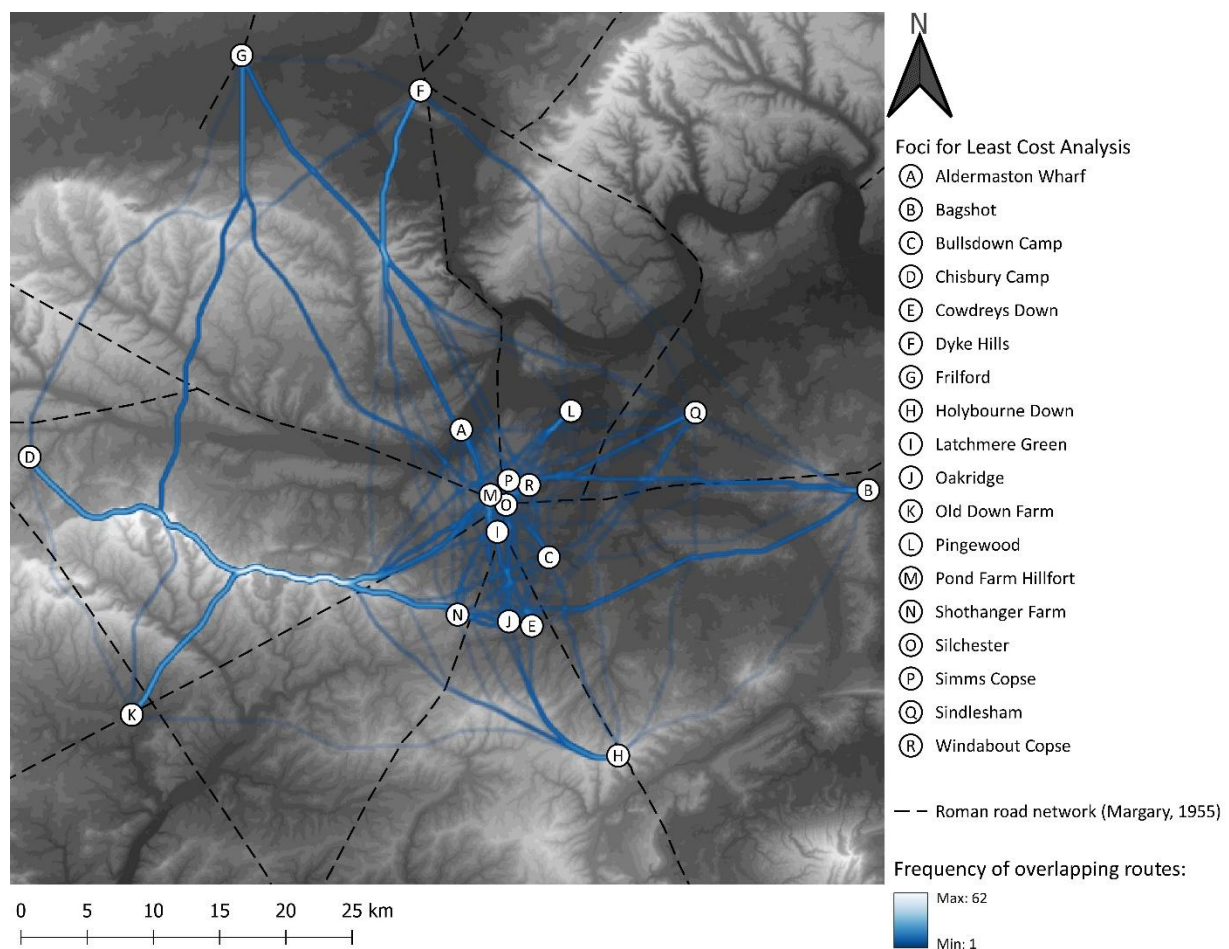 G
F
L
Q
A
D
P
R
M
B
O
I
C
N
J
E
K
H
0 5 10 15 20 25 km
N
Foci for Least Cost Analysis
A Aldermaston Wharf
B Bagshot
C Bullsdown Camp
D Chisbury Camp
E Cowdreys Down
F Dyke Hills
G Frilford
H Holybourne Down
I Latchmere Green
J Oakridge
K Old Down Farm
L Pingewood
M Pond Farm Hillfort
N Shothanger Farm
O Silchester
P Simms Copse
Q Sindlesham
R Windabout Copse
Roman road network (Margary, 1955)
Frequency of overlapping routes:
Max: 62
Min: 1